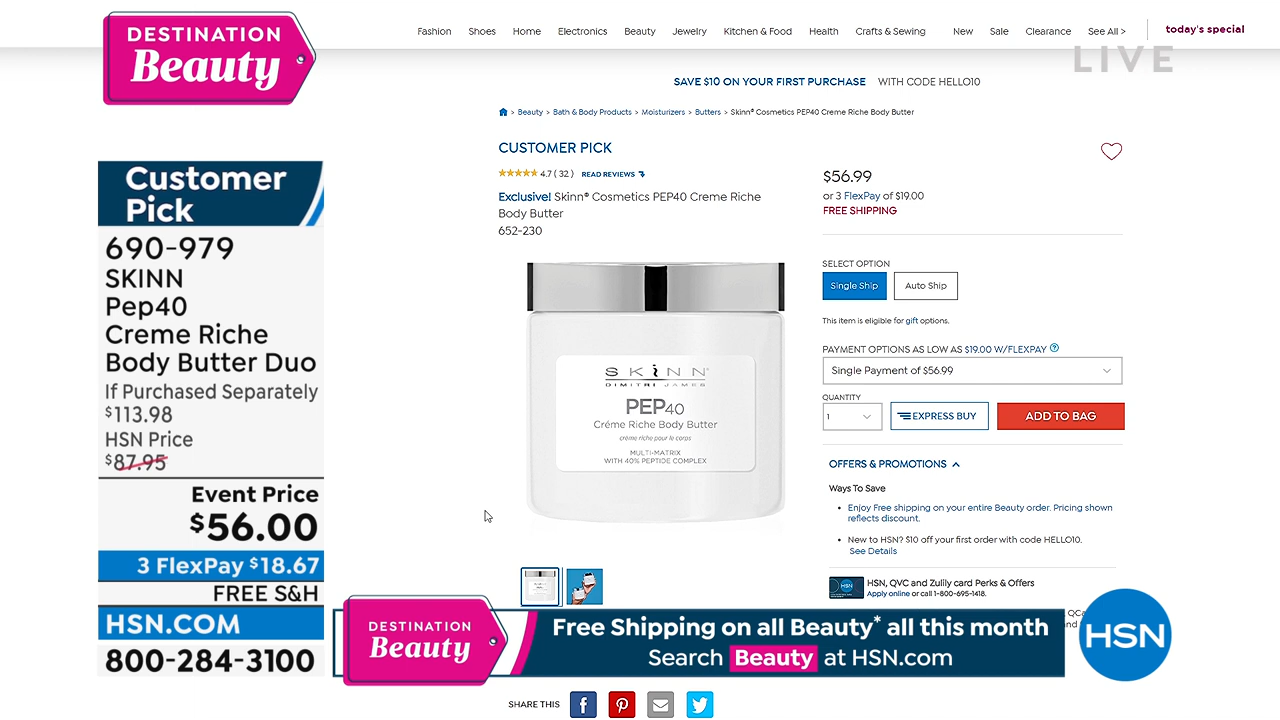 DESTINATION
Beauty
Fashion Shoes Home Electronics Beauty Jewelry Kitchen & Food Health Crafts & Sewing New Sale Clearance See All > today's special
LIVE
SAVE $10 ON YOUR FIRST PURCHASE WITH CODE HELLO10
> Beauty > Bath & Body Products > Moisturizers > Butters > Skinn® Cosmetics PEP40 Creme Riche Body Butter
CUSTOMER PICK
4.7 ( 32 ) READ REVIEWS
Exclusive! Skinn® Cosmetics PEP40 Creme Riche
Body Butter
652-230
$56.99
or 3 FlexPay of $19.00
FREE SHIPPING
SELECT OPTION
Single Ship Auto Ship
This item is eligible for gift options.
PAYMENT OPTIONS AS LOW AS $19.00 W/FLEXPAY ?
Single Payment of $56.99
QUANTITY
1 EXPRESS BUY ADD TO BAG
OFFERS & PROMOTIONS
Ways To Save
• Enjoy Free shipping on your entire Beauty order. Pricing shown
reflects discount.
• New to HSN? $10 off your first order with code HELLO10.
See Details
HSN, QVC and Zulily card Perks & Offers
Apply online or call 1-800-695-1418.
SKINN®
DIMITRI JAMES
PEP40
Créme Riche Body Butter
crème riche pour le corps
MULTI-MATRIX
WITH 40% PEPTIDE COMPLEX
Customer
Pick
690-979
SKINN
Pep40
Creme Riche
Body Butter Duo
If Purchased Separately
$113.98
HSN Price
$87.95
Event Price
$56.00
3 FlexPay $18.67
FREE S&H
HSN.COM
800-284-3100
DESTINATION
Beauty
Free Shipping on all Beauty* all this month
Search Beauty at HSN.com
HSN
SHARE THIS